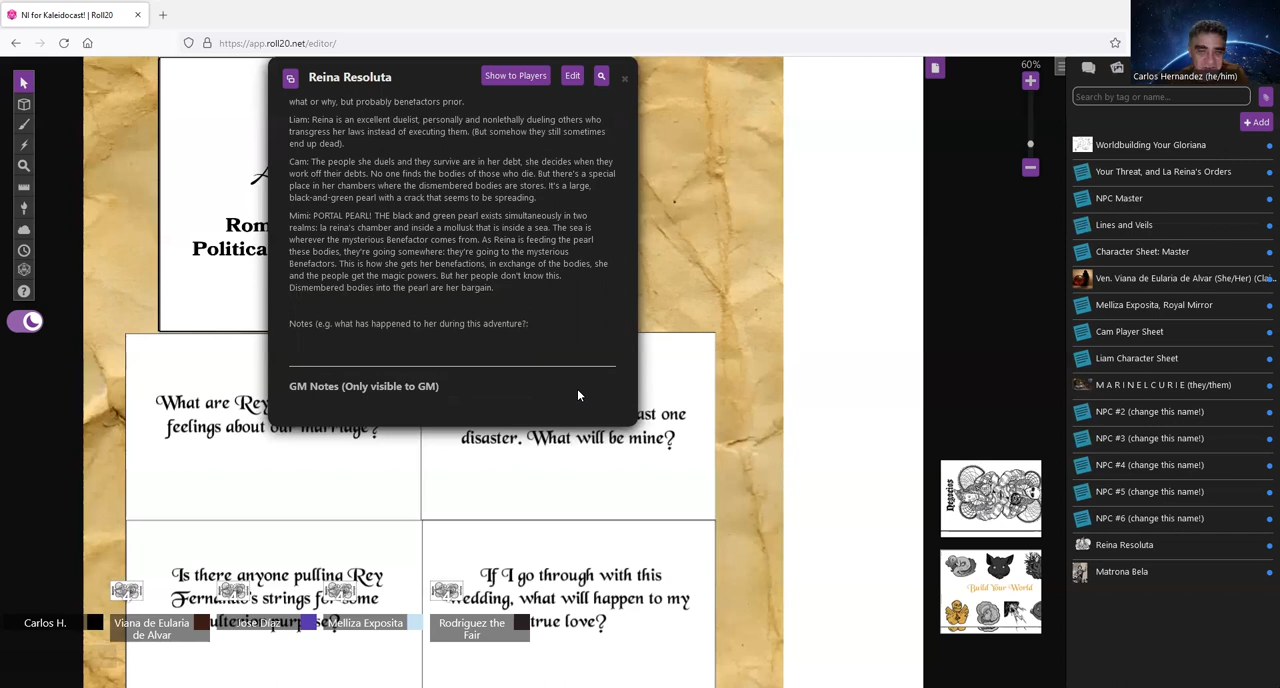 NI for Kaleidocast! | Roll20
https://app.roll20.net/editor/
Carlos Hernandez (he/him)
Reina Resoluta
Show to Players
Edit
what or why, but probably benefactors prior.
Liam: Reina is an excellent duelist, personally and nonlethally dueling others who
transgress her laws instead of executing them. (But somehow they still sometimes
end up dead).
Cam: The people she duels and they survive are in her debt, she decides when they
work off their debts. No one finds the bodies of those who die. But there's a special
place in her chambers where the dismembered bodies are stores. It's a large,
black-and-green pearl with a crack that seems to be spreading.
Mimi: PORTAL PEARL! THE black and green pearl exists simultaneously in two
realms: la reina's chamber and inside a mollusk that is inside a sea. The sea is
wherever the mysterious Benefactor comes from. As Reina is feeding the pearl
these bodies, they're going somewhere: they're going to the mysterious
Benefactors. This is how she gets her benefactions, in exchange of the bodies, she
and the people get the magic powers. But her people don't know this.
Dismembered bodies into the pearl are her bargain.
Notes (e.g. what has happened to her during this adventure?:
GM Notes (Only visible to GM)
Rom
Politica
What are Rey
feelings about our marriage?
ast one
disaster. What will be mine?
Is there anyone pulling Rey
Fernando's strings for some
If I go through with this
wedding, what will happen to my
true love?
Carlos H.
Viana de Eularia
de Alvar
Jose Díaz
Melliza Exposita
Rodriguez the
Fair
60%
Search by tag or name...
+ Add
Worldbuilding Your Gloriana
Your Threat, and La Reina's Orders
NPC Master
Lines and Veils
Character Sheet: Master
Ven. Viana de Eularia de Alvar (She/Her) (Clai...
Melliza Exposita, Royal Mirror
Cam Player Sheet
Liam Character Sheet
M A R I N E L C U R I E (they/them)
NPC #2 (change this name!)
NPC #3 (change this name!)
NPC #4 (change this name!)
NPC #5 (change this name!)
NPC #6 (change this name!)
Reina Resoluta
Matrona Bela
Build Your World